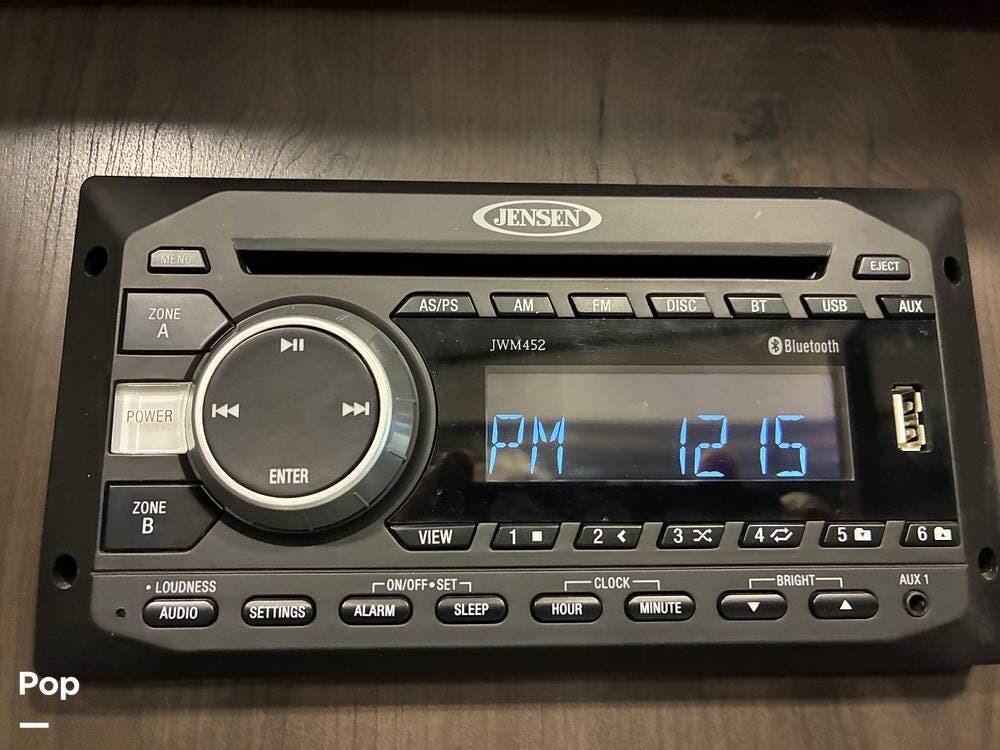 JENSEN
MENU
EJECT
AS/PS AM FM DISC BT USB AUX
ZONE
A
JWM452
Bluetooth
POWER
PM 1215
ENTER
ZONE
B
VIEW 1 2 3 4 5 6
• LOUDNESS
ON/OFF•SET
CLOCK
BRIGHT
AUX 1
AUDIO SETTINGS ALARM SLEEP HOUR MINUTE
Pop